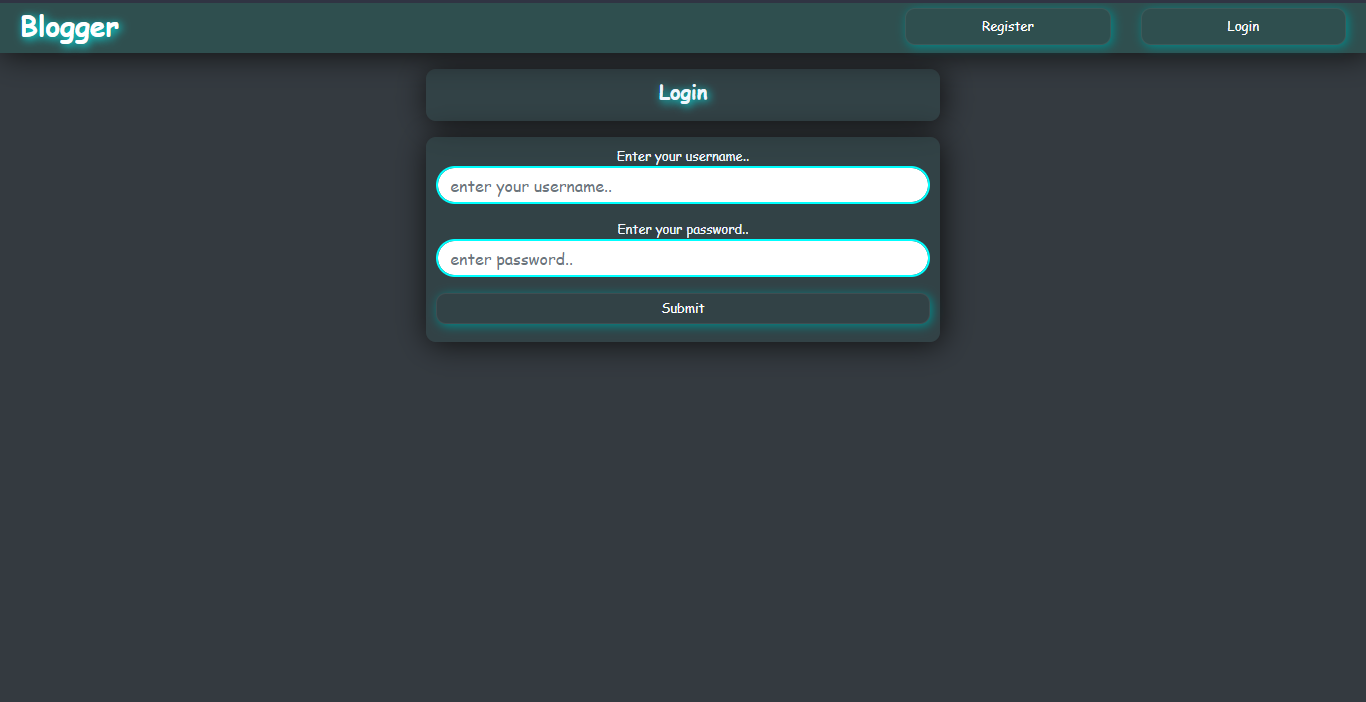 Blogger
Register
Login
Login
Enter your username..
enter your username..
Enter your password..
enter password..
Submit